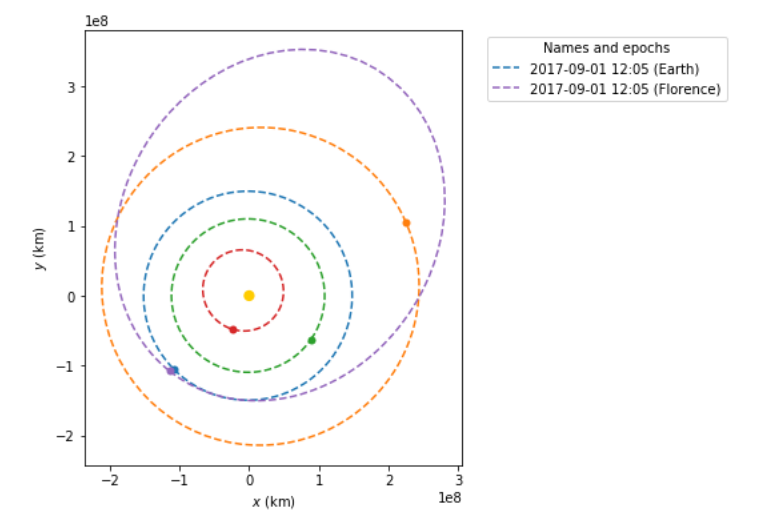 1e8
Names and epochs
2017-09-01 12:05 (Earth)
2017-09-01 12:05 (Florence)
3
2
1
0
−1
−2
y (km)
−2 −1 0 1 2 3
x (km)
1e8